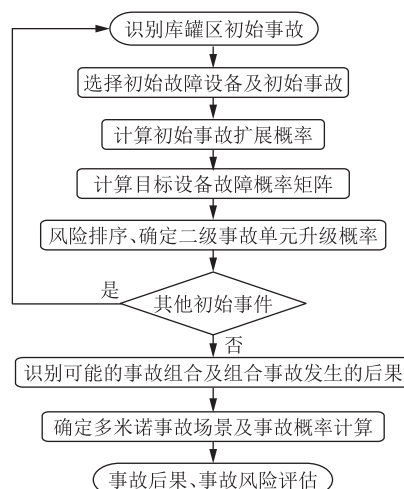 识别库罐区初始事故
选择初始故障设备及初始事故
计算初始事故扩展概率
计算目标设备故障概率矩阵
风险排序、确定二级事故单元升级概率
是
其他初始事件
否
识别可能的事故组合及组合事故发生的后果
确定多米诺事故场景及事故概率计算
事故后果、事故风险评估